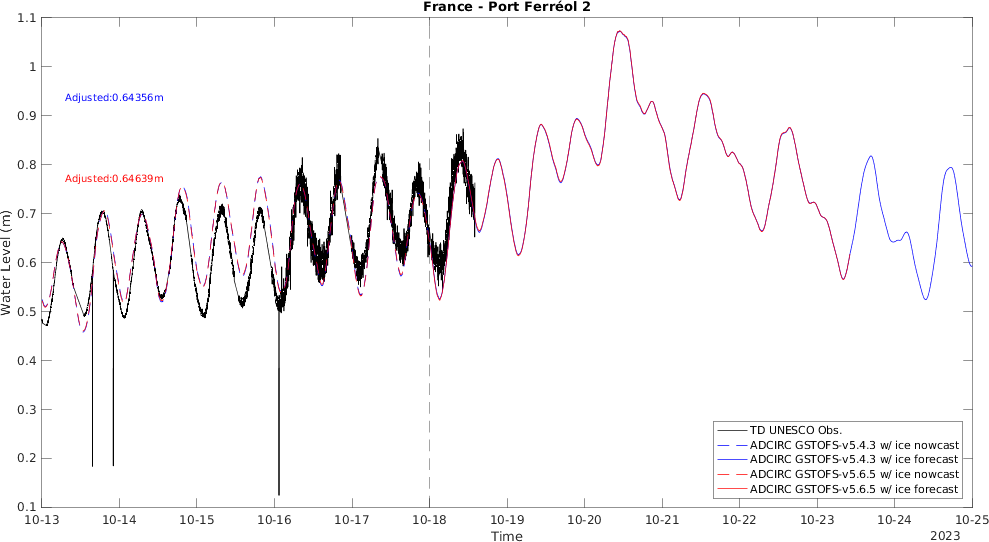 France - Port Ferréol 2
1.1
1
0.9
0.8
0.7
0.6
0.5
0.4
0.3
0.2
0.1
Water Level (m)
Adjusted:0.64356m
Adjusted:0.64639m
TD UNESCO Obs.
ADCIRC GSTOFS-v5.4.3 w/ ice nowcast
ADCIRC GSTOFS-v5.4.3 w/ ice forecast
ADCIRC GSTOFS-v5.6.5 w/ ice nowcast
ADCIRC GSTOFS-v5.6.5 w/ ice forecast
10-13 10-14 10-15 10-16 10-17 10-18 10-19 10-20 10-21 10-22 10-23 10-24 10-25
Time
2023